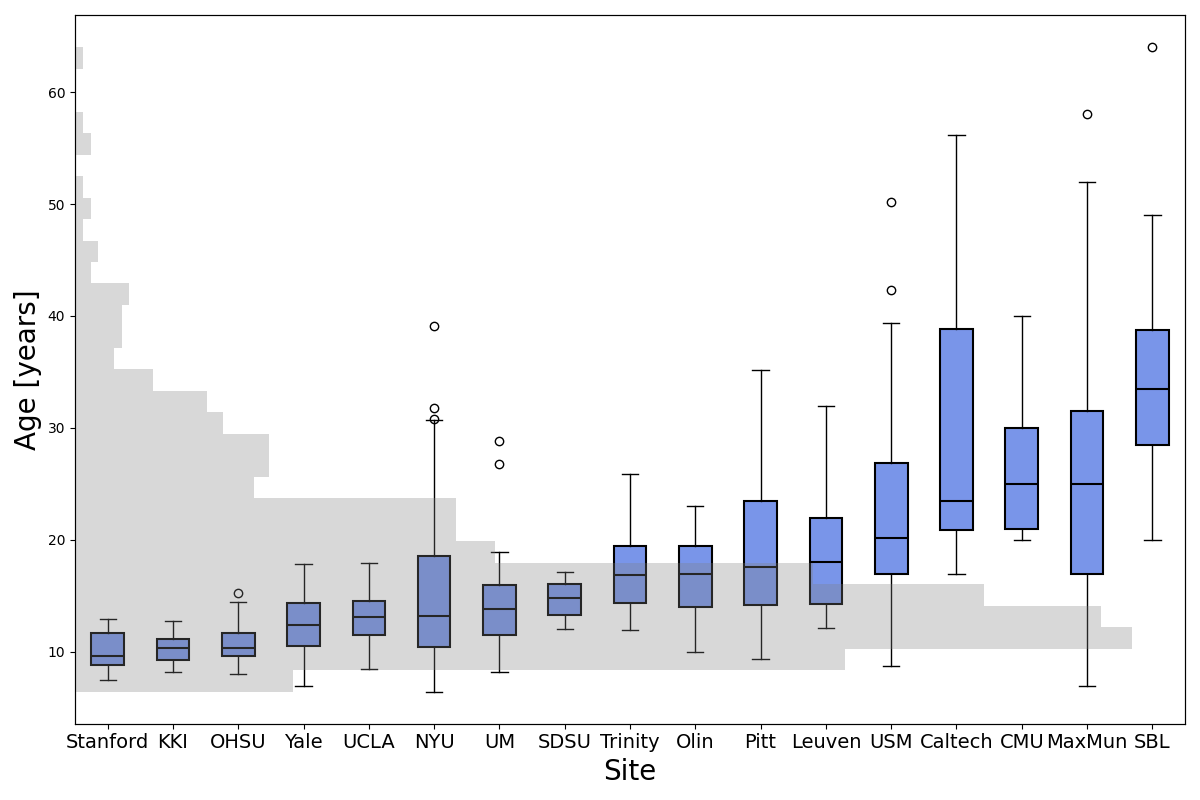 60
50
40
30
20
10
Age [years]
Stanford KKI OHSU Yale UCLA NYU UM SDSU Trinity Olin Pitt Leuven USM Caltech CMU MaxMun SBL
Site